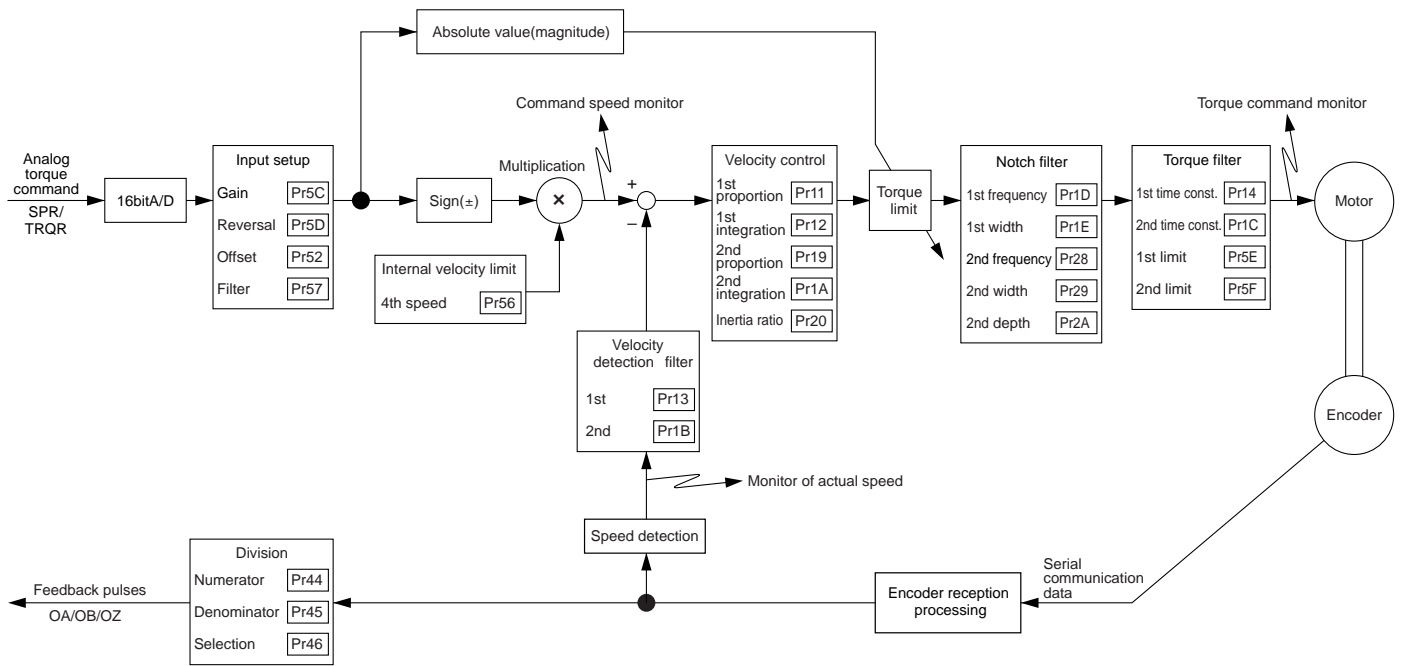 Absolute value(magnitude)
Command speed monitor
Torque command monitor
Analog
torque
command
SPR/
TRQR
16bitA/D
Input setup
Gain Pr5C
Reversal Pr5D
Offset Pr52
Filter Pr57
Sign(±)
Multiplication
×
Internal velocity limit
4th speed Pr56
+
−
Velocity control
1st
proportion Pr11
1st
integration Pr12
2nd
proportion Pr19
2nd
integration Pr1A
Inertia ratio Pr20
Torque
limit
Notch filter
1st frequency Pr1D
1st width Pr1E
2nd frequency Pr28
2nd width Pr29
2nd depth Pr2A
Torque filter
1st time const. Pr14
2nd time const. Pr1C
1st limit Pr5E
2nd limit Pr5F
Motor
Encoder
Velocity
detection filter
1st Pr13
2nd Pr1B
Monitor of actual speed
Speed detection
Serial
communication
data
Encoder reception
processing
Division
Numerator Pr44
Denominator Pr45
Selection Pr46
Feedback pulses
OA/OB/OZ